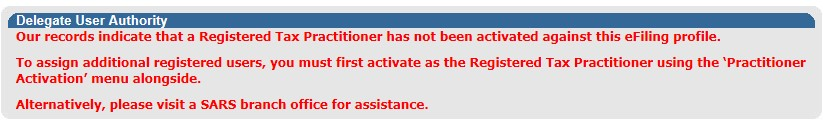 Delegate User Authority
Our records indicate that a Registered Tax Practitioner has not been activated against this eFiling profile.
To assign additional registered users, you must first activate as the Registered Tax Practitioner using the ‘Practitioner
Activation’ menu alongside.
Alternatively, please visit a SARS branch office for assistance.